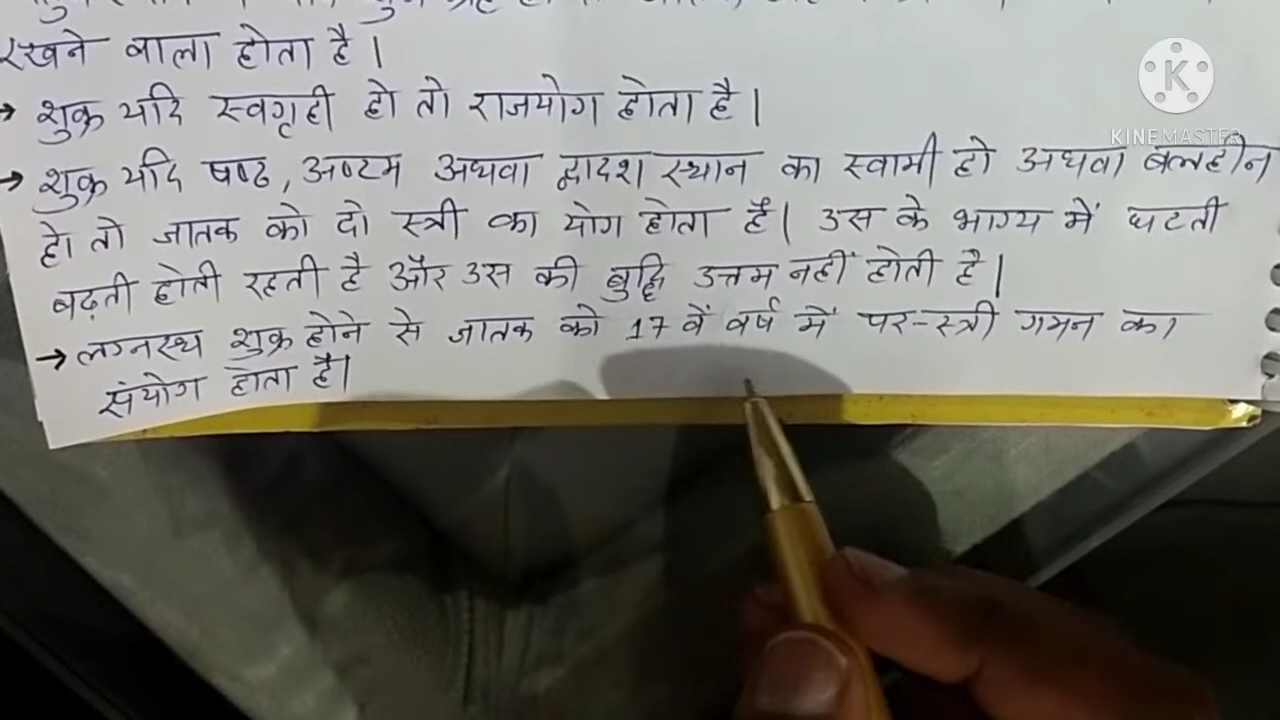 रखने वाला होता है।
→ शुक्र यदि स्वगृही हो तो राजयोग होता है।
→ शुक्र यदि षष्ठ, अष्टम अथवा द्वादश स्थान का स्वामी हो अथवा बलहीन
हो तो जातक को दो स्त्री का योग होता है। उस के भाग्य में घटती
बढ़ती होती रहती है और उस की बुद्धि उत्तम नहीं होती है।
→ लग्नस्थ शुक्र होने से जातक को 17 वें वर्ष में पर-स्त्री गमन का
संयोग होता है।
K
KINEMASTER